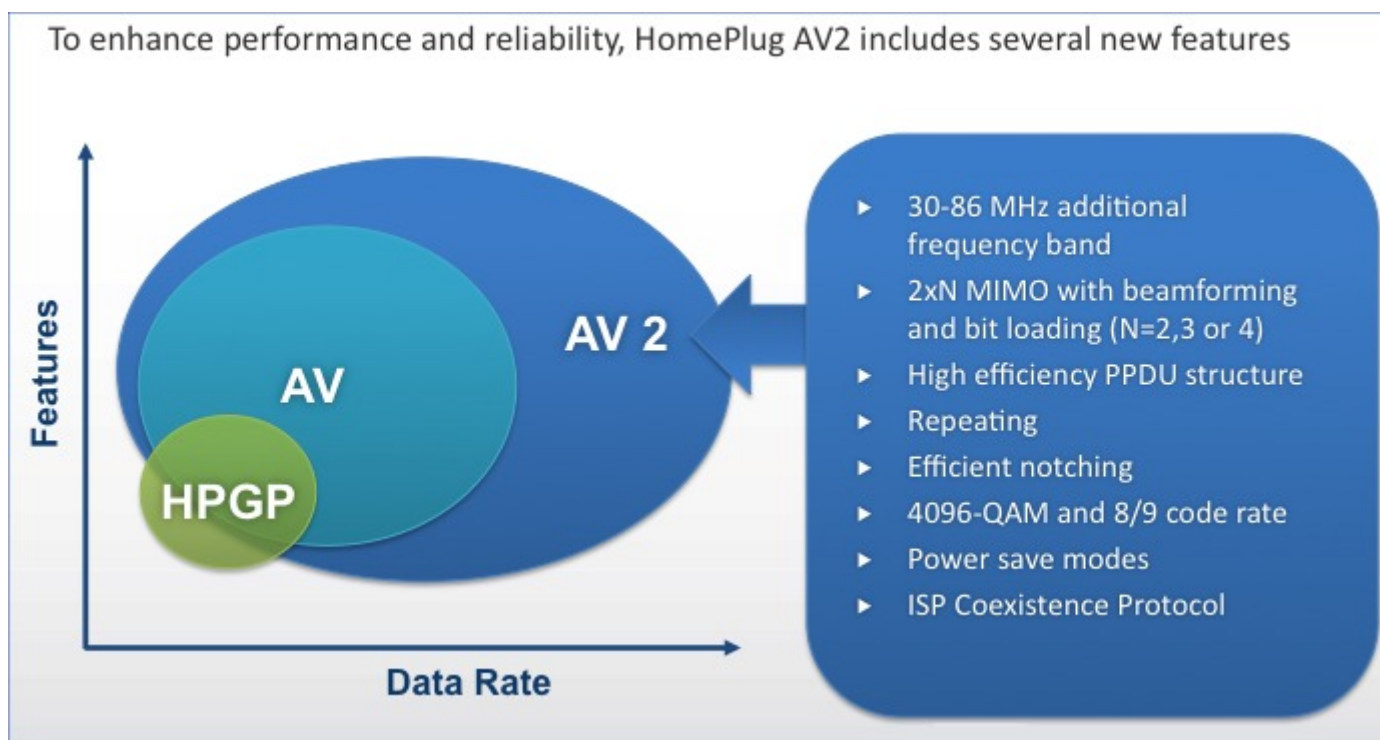 To enhance performance and reliability, HomePlug AV2 includes several new features
Features
AV 2
AV
HPGP
Data Rate
30-86 MHz additional
frequency band
2xN MIMO with beamforming
and bit loading (N=2,3 or 4)
High efficiency PPDU structure
Repeating
Efficient notching
4096-QAM and 8/9 code rate
Power save modes
ISP Coexistence Protocol